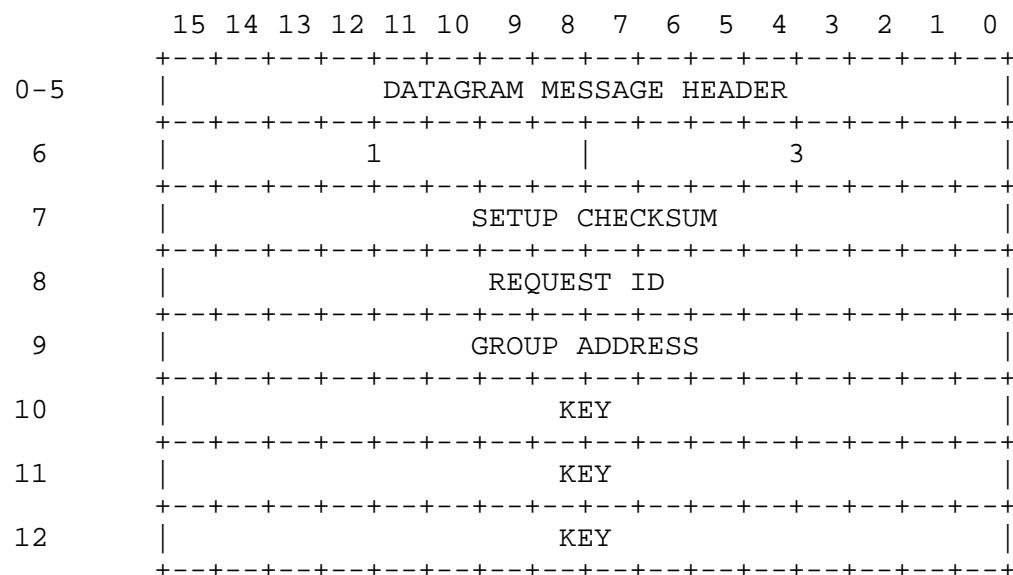 15 14 13 12 11 10 9 8 7 6 5 4 3 2 1 0
+--+--+--+--+--+--+--+--+--+--+--+--+--+--+--+--+
0-5 | DATAGRAM MESSAGE HEADER |
+--+--+--+--+--+--+--+--+--+--+--+--+--+--+--+--+
6 | 1 | 3 |
+--+--+--+--+--+--+--+--+--+--+--+--+--+--+--+--+
7 | SETUP CHECKSUM |
+--+--+--+--+--+--+--+--+--+--+--+--+--+--+--+--+
8 | REQUEST ID |
+--+--+--+--+--+--+--+--+--+--+--+--+--+--+--+--+
9 | GROUP ADDRESS |
+--+--+--+--+--+--+--+--+--+--+--+--+--+--+--+--+
10 | KEY |
+--+--+--+--+--+--+--+--+--+--+--+--+--+--+--+--+
11 | KEY |
+--+--+--+--+--+--+--+--+--+--+--+--+--+--+--+--+
12 | KEY |
+--+--+--+--+--+--+--+--+--+--+--+--+--+--+--+--+